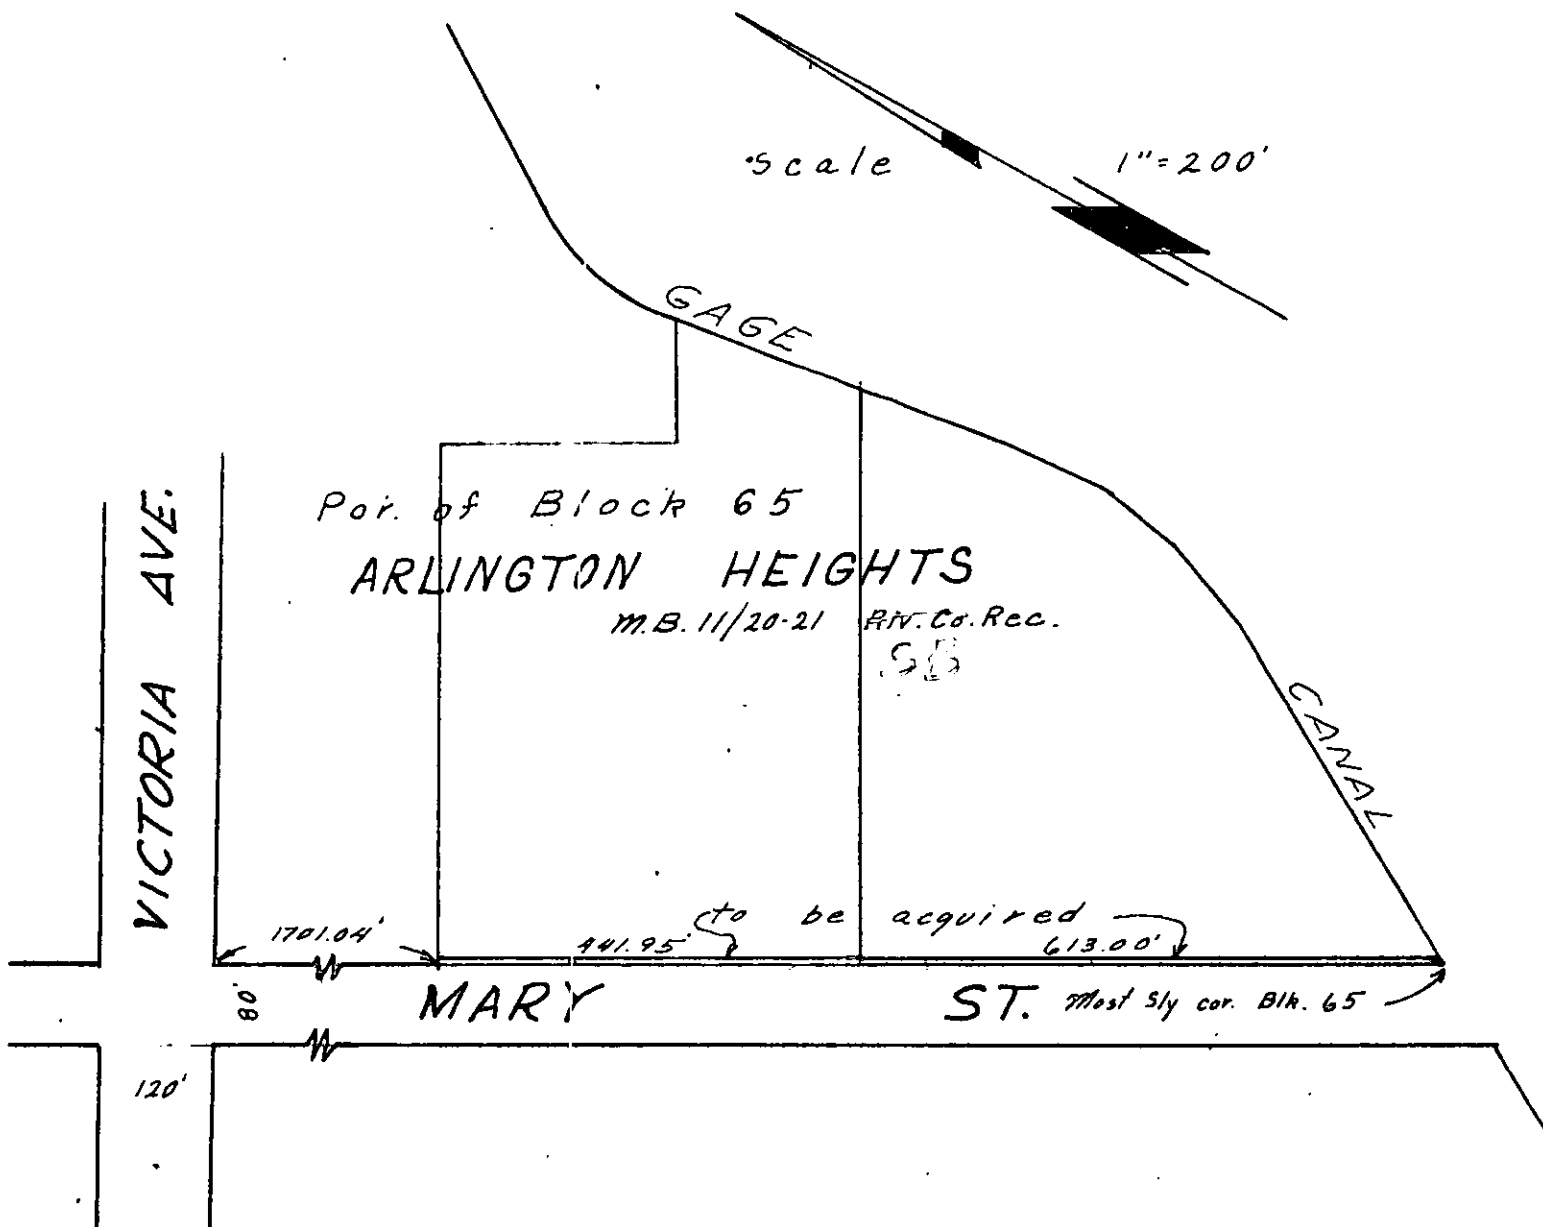 Scale 1"=200'
GAGE
Por. of Block 65
ARLINGTON HEIGHTS
M.B. 11/20-21 Riv. Co. Rec.
SB
VICTORIA AVE.
CANAL
to be acquired
1701.04'
441.95'
613.00'
80'
MARY ST.
Most Sly cor. Blk. 65
120'